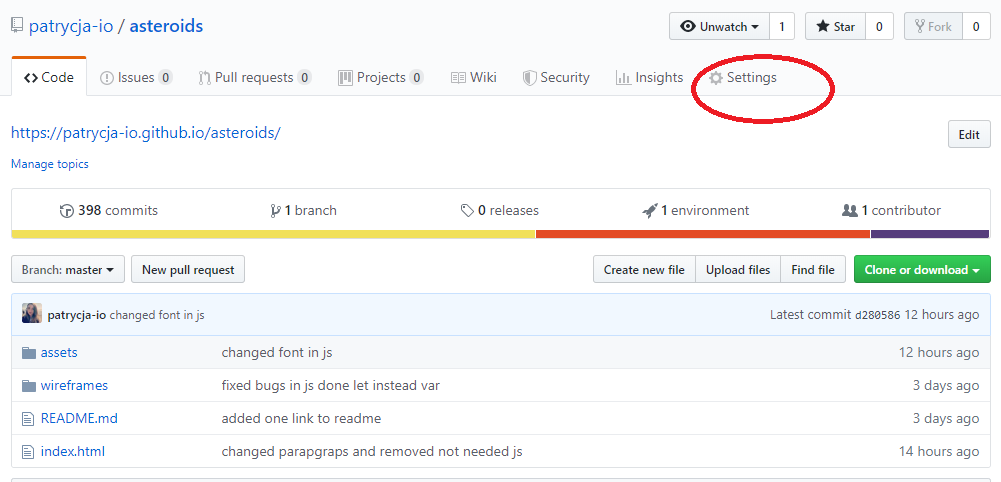 patrycja-io / asteroids
Unwatch 1 Star 0 Fork 0
Code Issues 0 Pull requests 0 Projects 0 Wiki Security Insights Settings
https://patrycja-io.github.io/asteroids/ Edit
Manage topics
398 commits 1 branch 0 releases 1 environment 1 contributor
Branch: master New pull request Create new file Upload files Find file Clone or download
patrycja-io changed font in js Latest commit d280586 12 hours ago
assets changed font in js 12 hours ago
wireframes fixed bugs in js done let instead var 3 days ago
README.md added one link to readme 3 days ago
index.html changed parapgraps and removed not needed js 14 hours ago